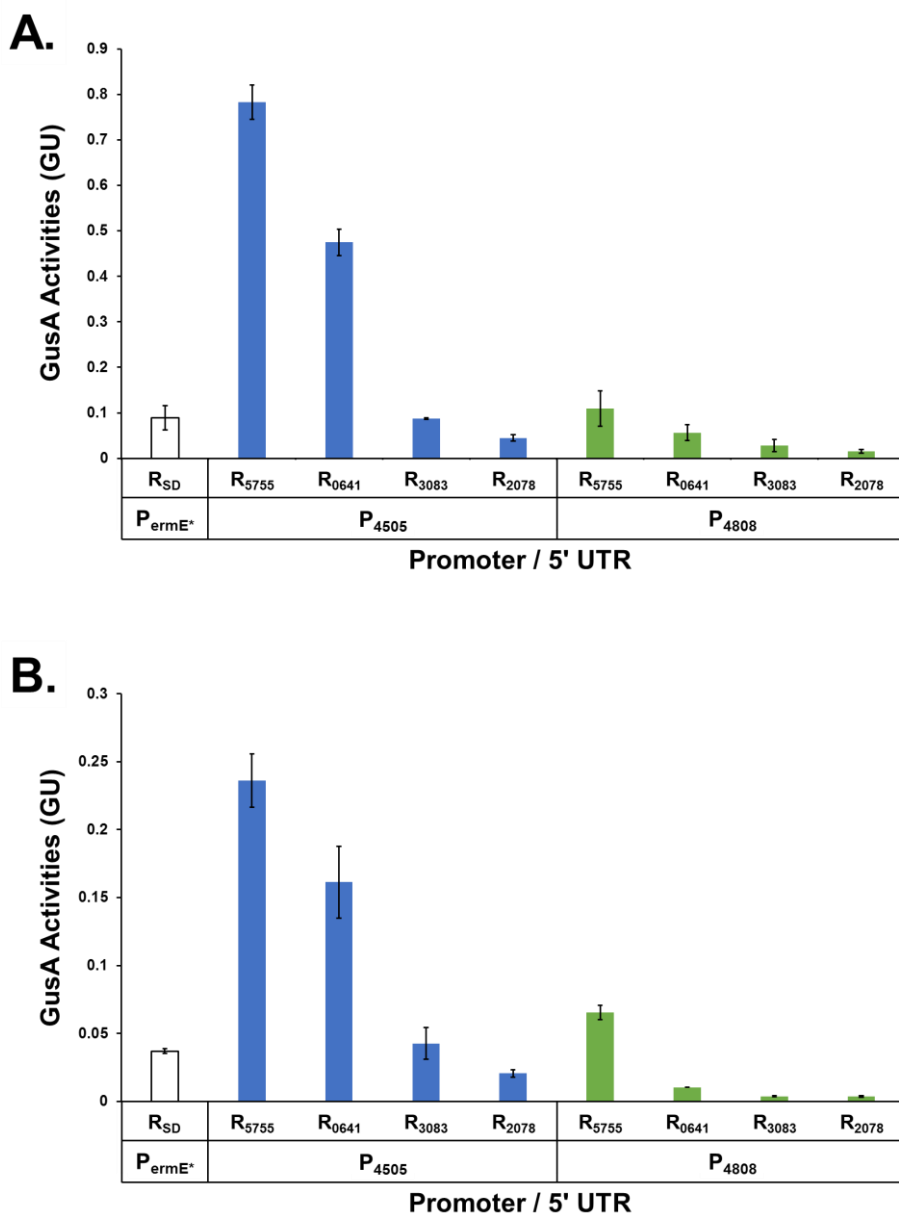 A.
GusA Activities (GU)
0.9
0.8
0.7
0.6
0.5
0.4
0.3
0.2
0.1
0
RSD R5755 R0641 R3083 R2078 R5755 R0641 R3083 R2078
PermE* P4505 P4808
Promoter / 5' UTR
B.
GusA Activities (GU)
0.3
0.25
0.2
0.15
0.1
0.05
0
RSD R5755 R0641 R3083 R2078 R5755 R0641 R3083 R2078
PermE* P4505 P4808
Promoter / 5' UTR